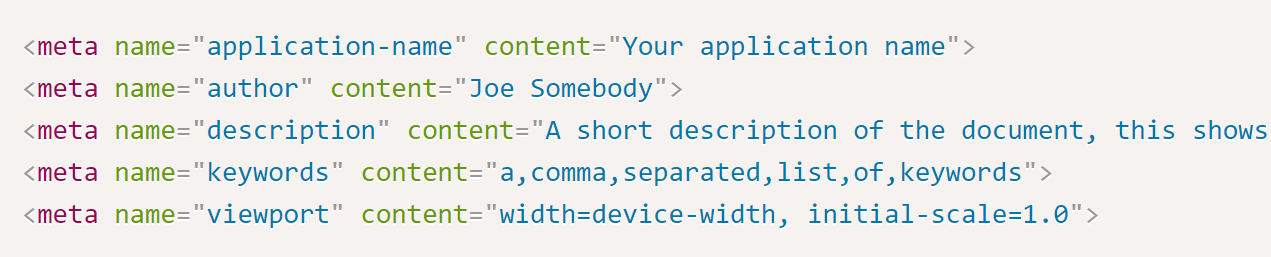 <meta name="application-name" content="Your application name">
<meta name="author" content="Joe Somebody">
<meta name="description" content="A short description of the document, this shows
<meta name="keywords" content="a,comma,separated,list,of,keywords">
<meta name="viewport" content="width=device-width, initial-scale=1.0">